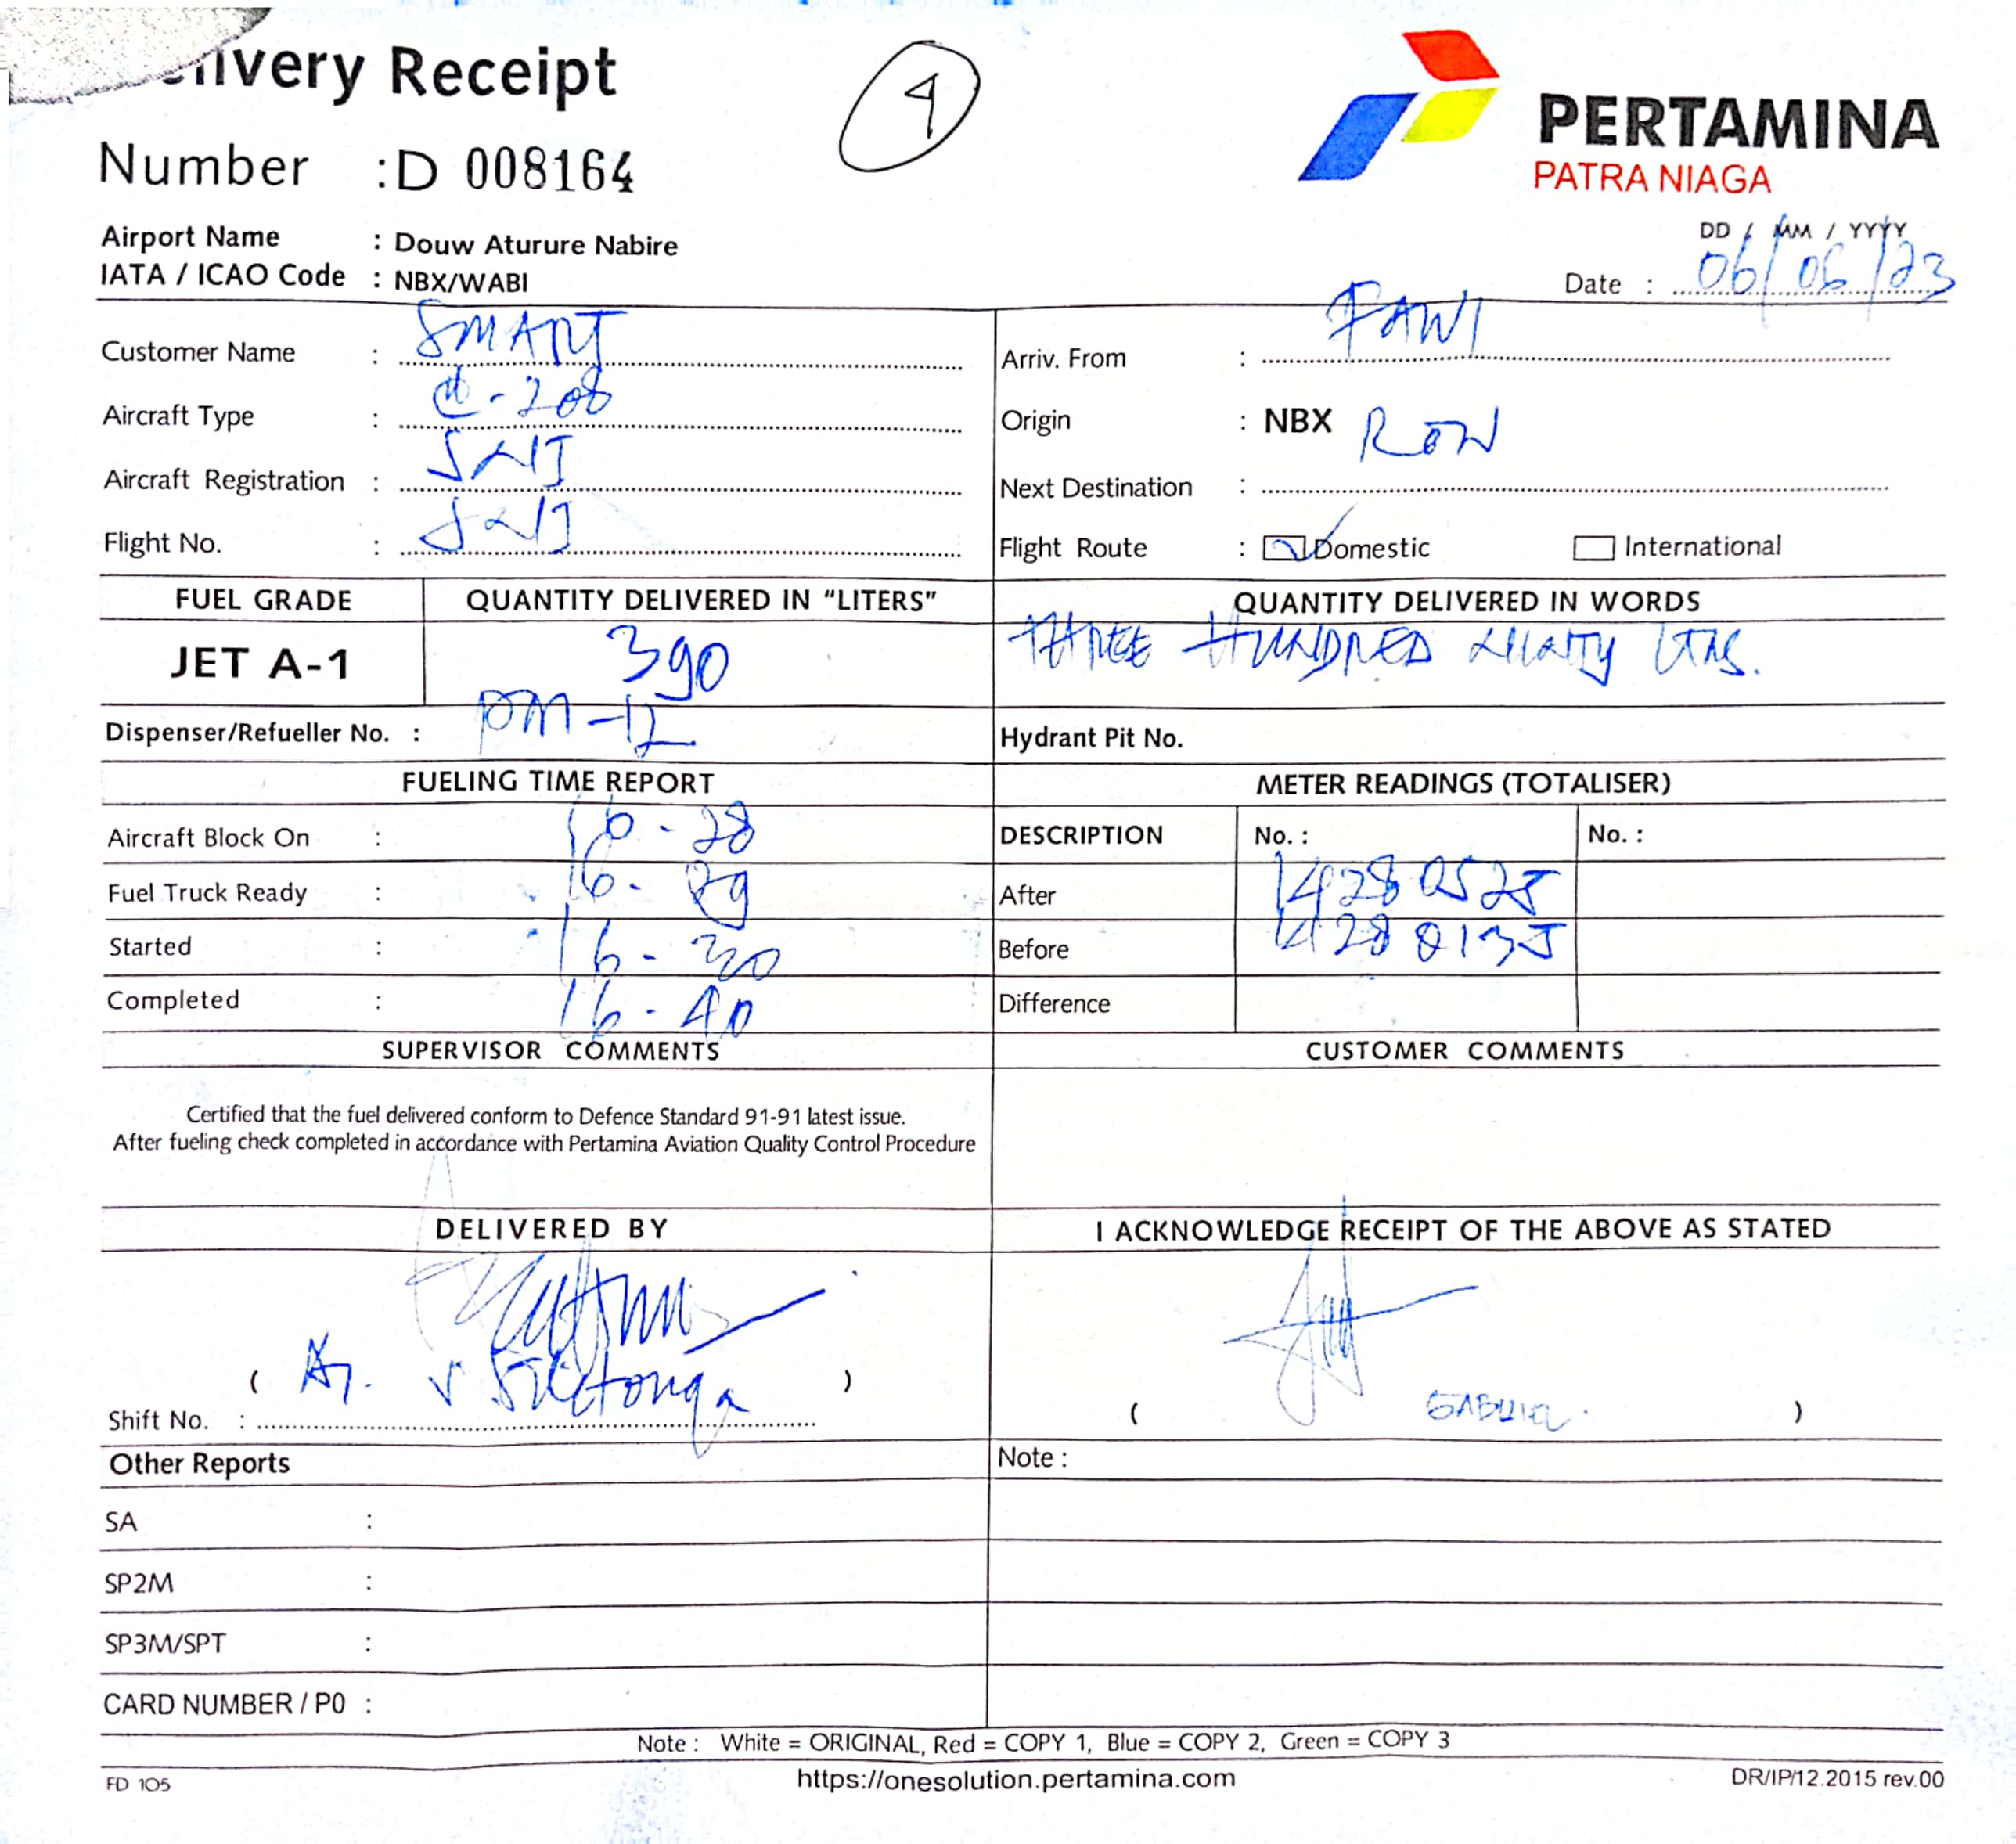 Delivery Receipt
4
PERTAMINA
PATRA NIAGA
Number : D 008164
Airport Name : Douw Aturure Nabire
IATA / ICAO Code : NBX/WABI
DD / MM / YYYY
Date : 06/06/23
Customer Name : SMART
Arriv. From : FAWI
Aircraft Type : C-208
Origin : NBX
Aircraft Registration :
Next Destination :
Flight No. :
Flight Route : Domestic International
FUEL GRADE QUANTITY DELIVERED IN "LITERS" QUANTITY DELIVERED IN WORDS
JET A-1 390 THREE HUNDRED NINETY LTRS.
Dispenser/Refueller No. : PM-12
Hydrant Pit No.
FUELING TIME REPORT METER READINGS (TOTALISER)
Aircraft Block On : 16-28
DESCRIPTION No. : No. :
Fuel Truck Ready : 16-29
After 14280525
Started : 16-30
Before 14280135
Completed : 16-40
Difference
SUPERVISOR COMMENTS CUSTOMER COMMENTS
Certified that the fuel delivered conform to Defence Standard 91-91 latest issue.
After fueling check completed in accordance with Pertamina Aviation Quality Control Procedure
DELIVERED BY I ACKNOWLEDGE RECEIPT OF THE ABOVE AS STATED
( )
( GABRIEL )
Shift No. :
Other Reports Note :
SA :
SP2M :
SP3M/SPT :
CARD NUMBER / P0 :
Note : White = ORIGINAL, Red = COPY 1, Blue = COPY 2, Green = COPY 3
FD 105 https://onesolution.pertamina.com DR/IP/12.2015 rev.00